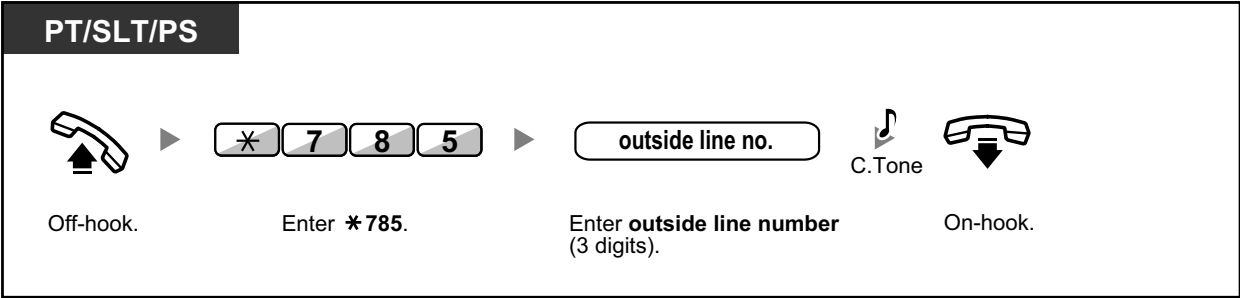 PT/SLT/PS
* 7 8 5
outside line no.
C.Tone
Off-hook.
Enter *785.
Enter outside line number
(3 digits).
On-hook.